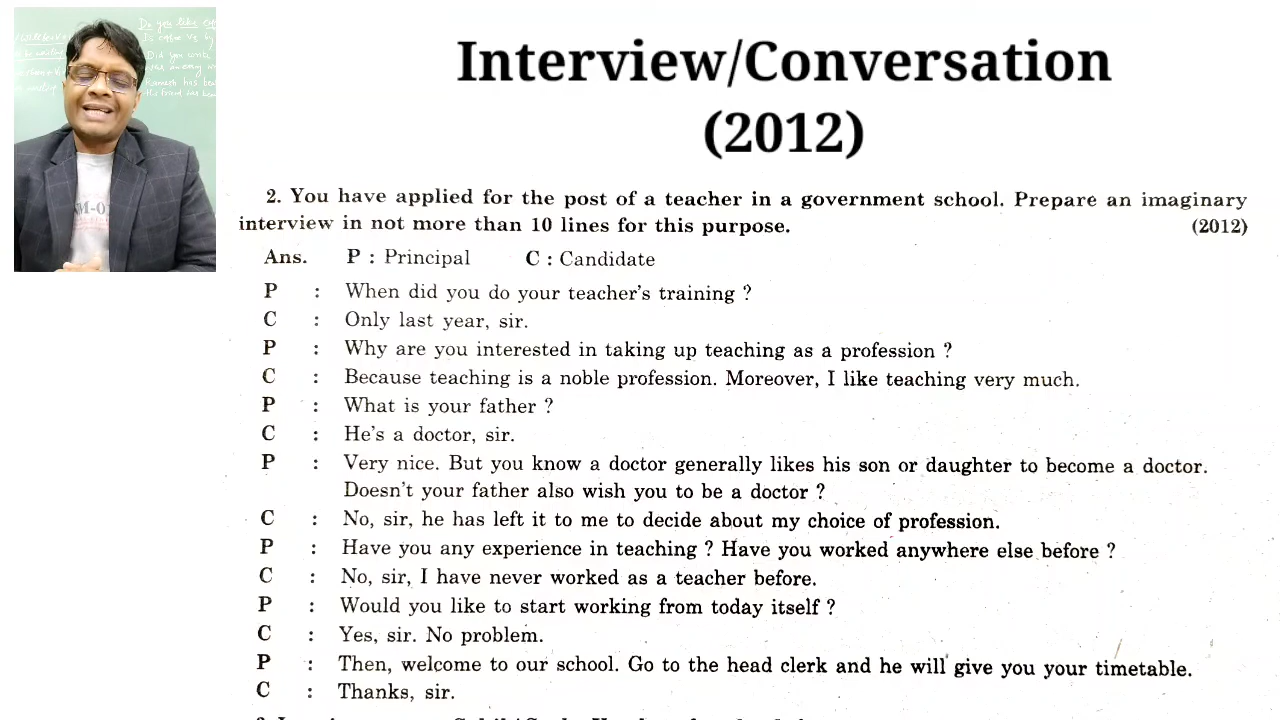 Do you like
Did you
Interview/Conversation
(2012)
2. You have applied for the post of a teacher in a government school. Prepare an imaginary
interview in not more than 10 lines for this purpose. (2012)
Ans. P : Principal C : Candidate
P : When did you do your teacher's training ?
C : Only last year, sir.
P : Why are you interested in taking up teaching as a profession ?
C : Because teaching is a noble profession. Moreover, I like teaching very much.
P : What is your father ?
C : He's a doctor, sir.
P : Very nice. But you know a doctor generally likes his son or daughter to become a doctor.
Doesn't your father also wish you to be a doctor ?
C : No, sir, he has left it to me to decide about my choice of profession.
P : Have you any experience in teaching ? Have you worked anywhere else before ?
C : No, sir, I have never worked as a teacher before.
P : Would you like to start working from today itself ?
C : Yes, sir. No problem.
P : Then, welcome to our school. Go to the head clerk and he will give you your timetable.
C : Thanks, sir.